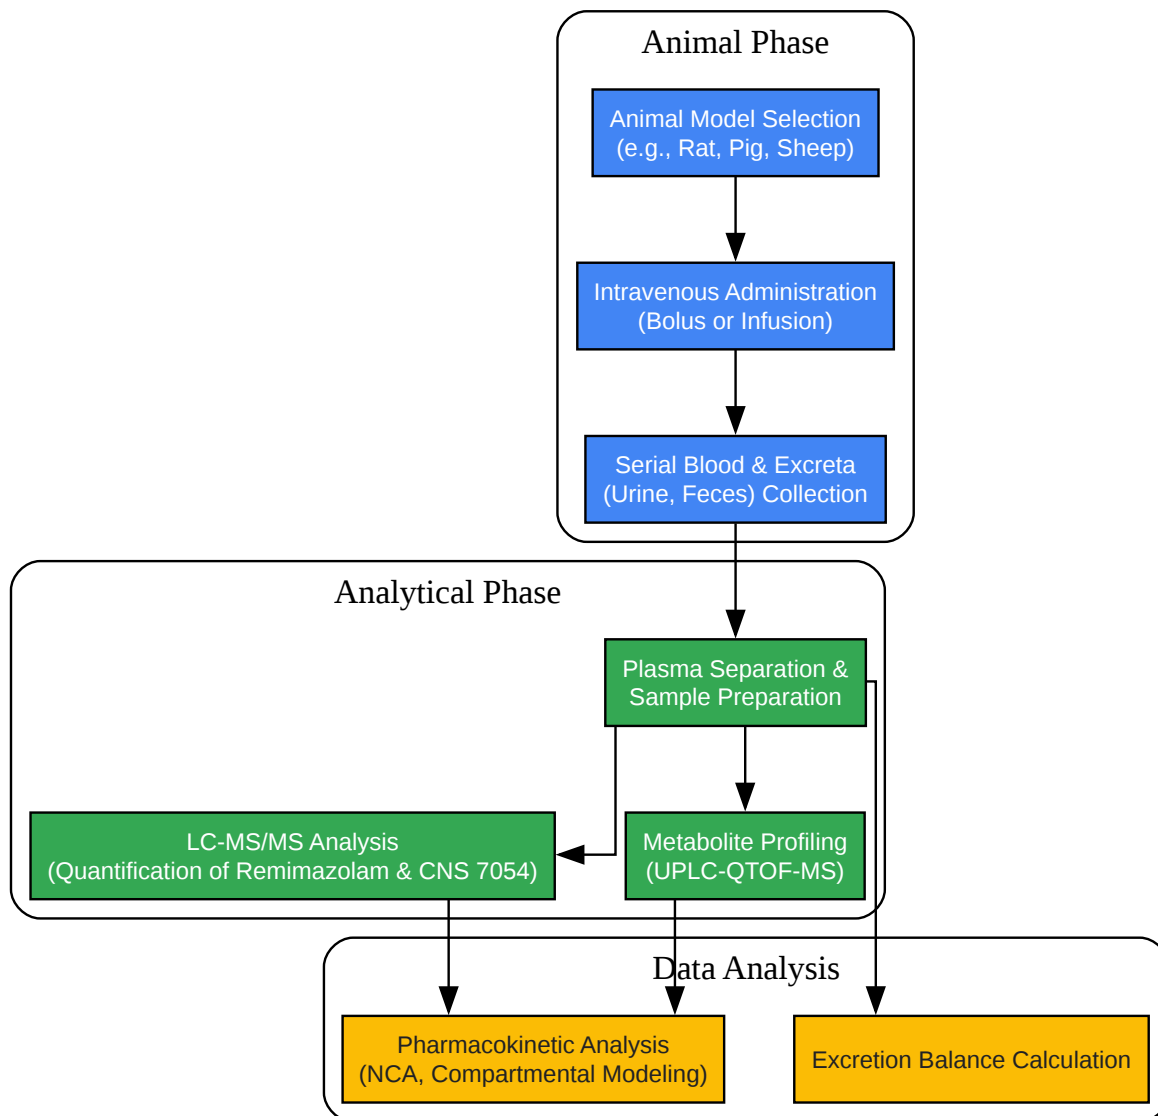 Animal Phase
Animal Model Selection
(e.g., Rat, Pig, Sheep)
Intravenous Administration
(Bolus or Infusion)
Serial Blood & Excreta
(Urine, Feces) Collection
Analytical Phase
Plasma Separation &
Sample Preparation
LC-MS/MS Analysis
(Quantification of Remimazolam & CNS 7054)
Metabolite Profiling
(UPLC-QTOF-MS)
Data Analysis
Pharmacokinetic Analysis
(NCA, Compartmental Modeling)
Excretion Balance Calculation